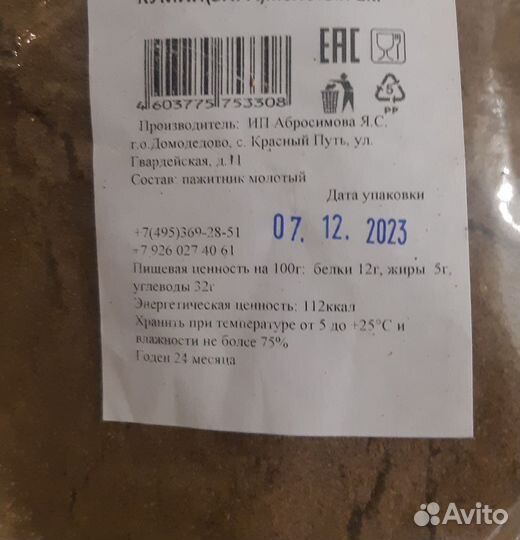 ЕАС
4603775 753308
5
PP
Производитель: ИП Абросимова Я.С.
г.о.Домодедово, с. Красный Путь, ул.
Гвардейская, д.11
Состав: пажитник молотый
Дата упаковки
+7(495)369-28-51 07. 12. 2023
+7 926 027 40 61
Пищевая ценность на 100г: белки 12г, жиры 5г,
углеводы 32г
Энергетическая ценность: 112ккал
Хранить при температуре от 5 до +25°С и
влажности не более 75%
Годен 24 месяца
Avito